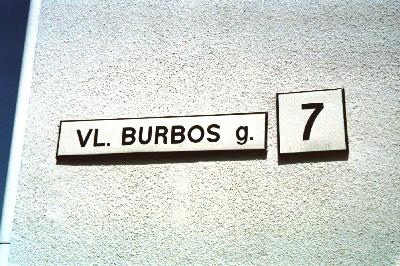 VL. BURBOS g. 7